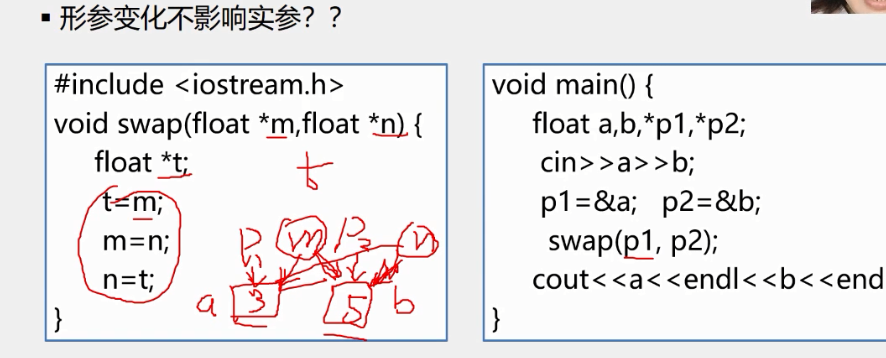 ▪ 形参变化不影响实参？？
#include <iostream.h>
void swap(float *m,float *n) {
float *t;
t=m;
m=n;
n=t;
}
t
p1 m p2 n
a 3 5 b
void main() {
float a,b,*p1,*p2;
cin>>a>>b;
p1=&a; p2=&b;
swap(p1, p2);
cout<<a<<endl<<b<<end
}